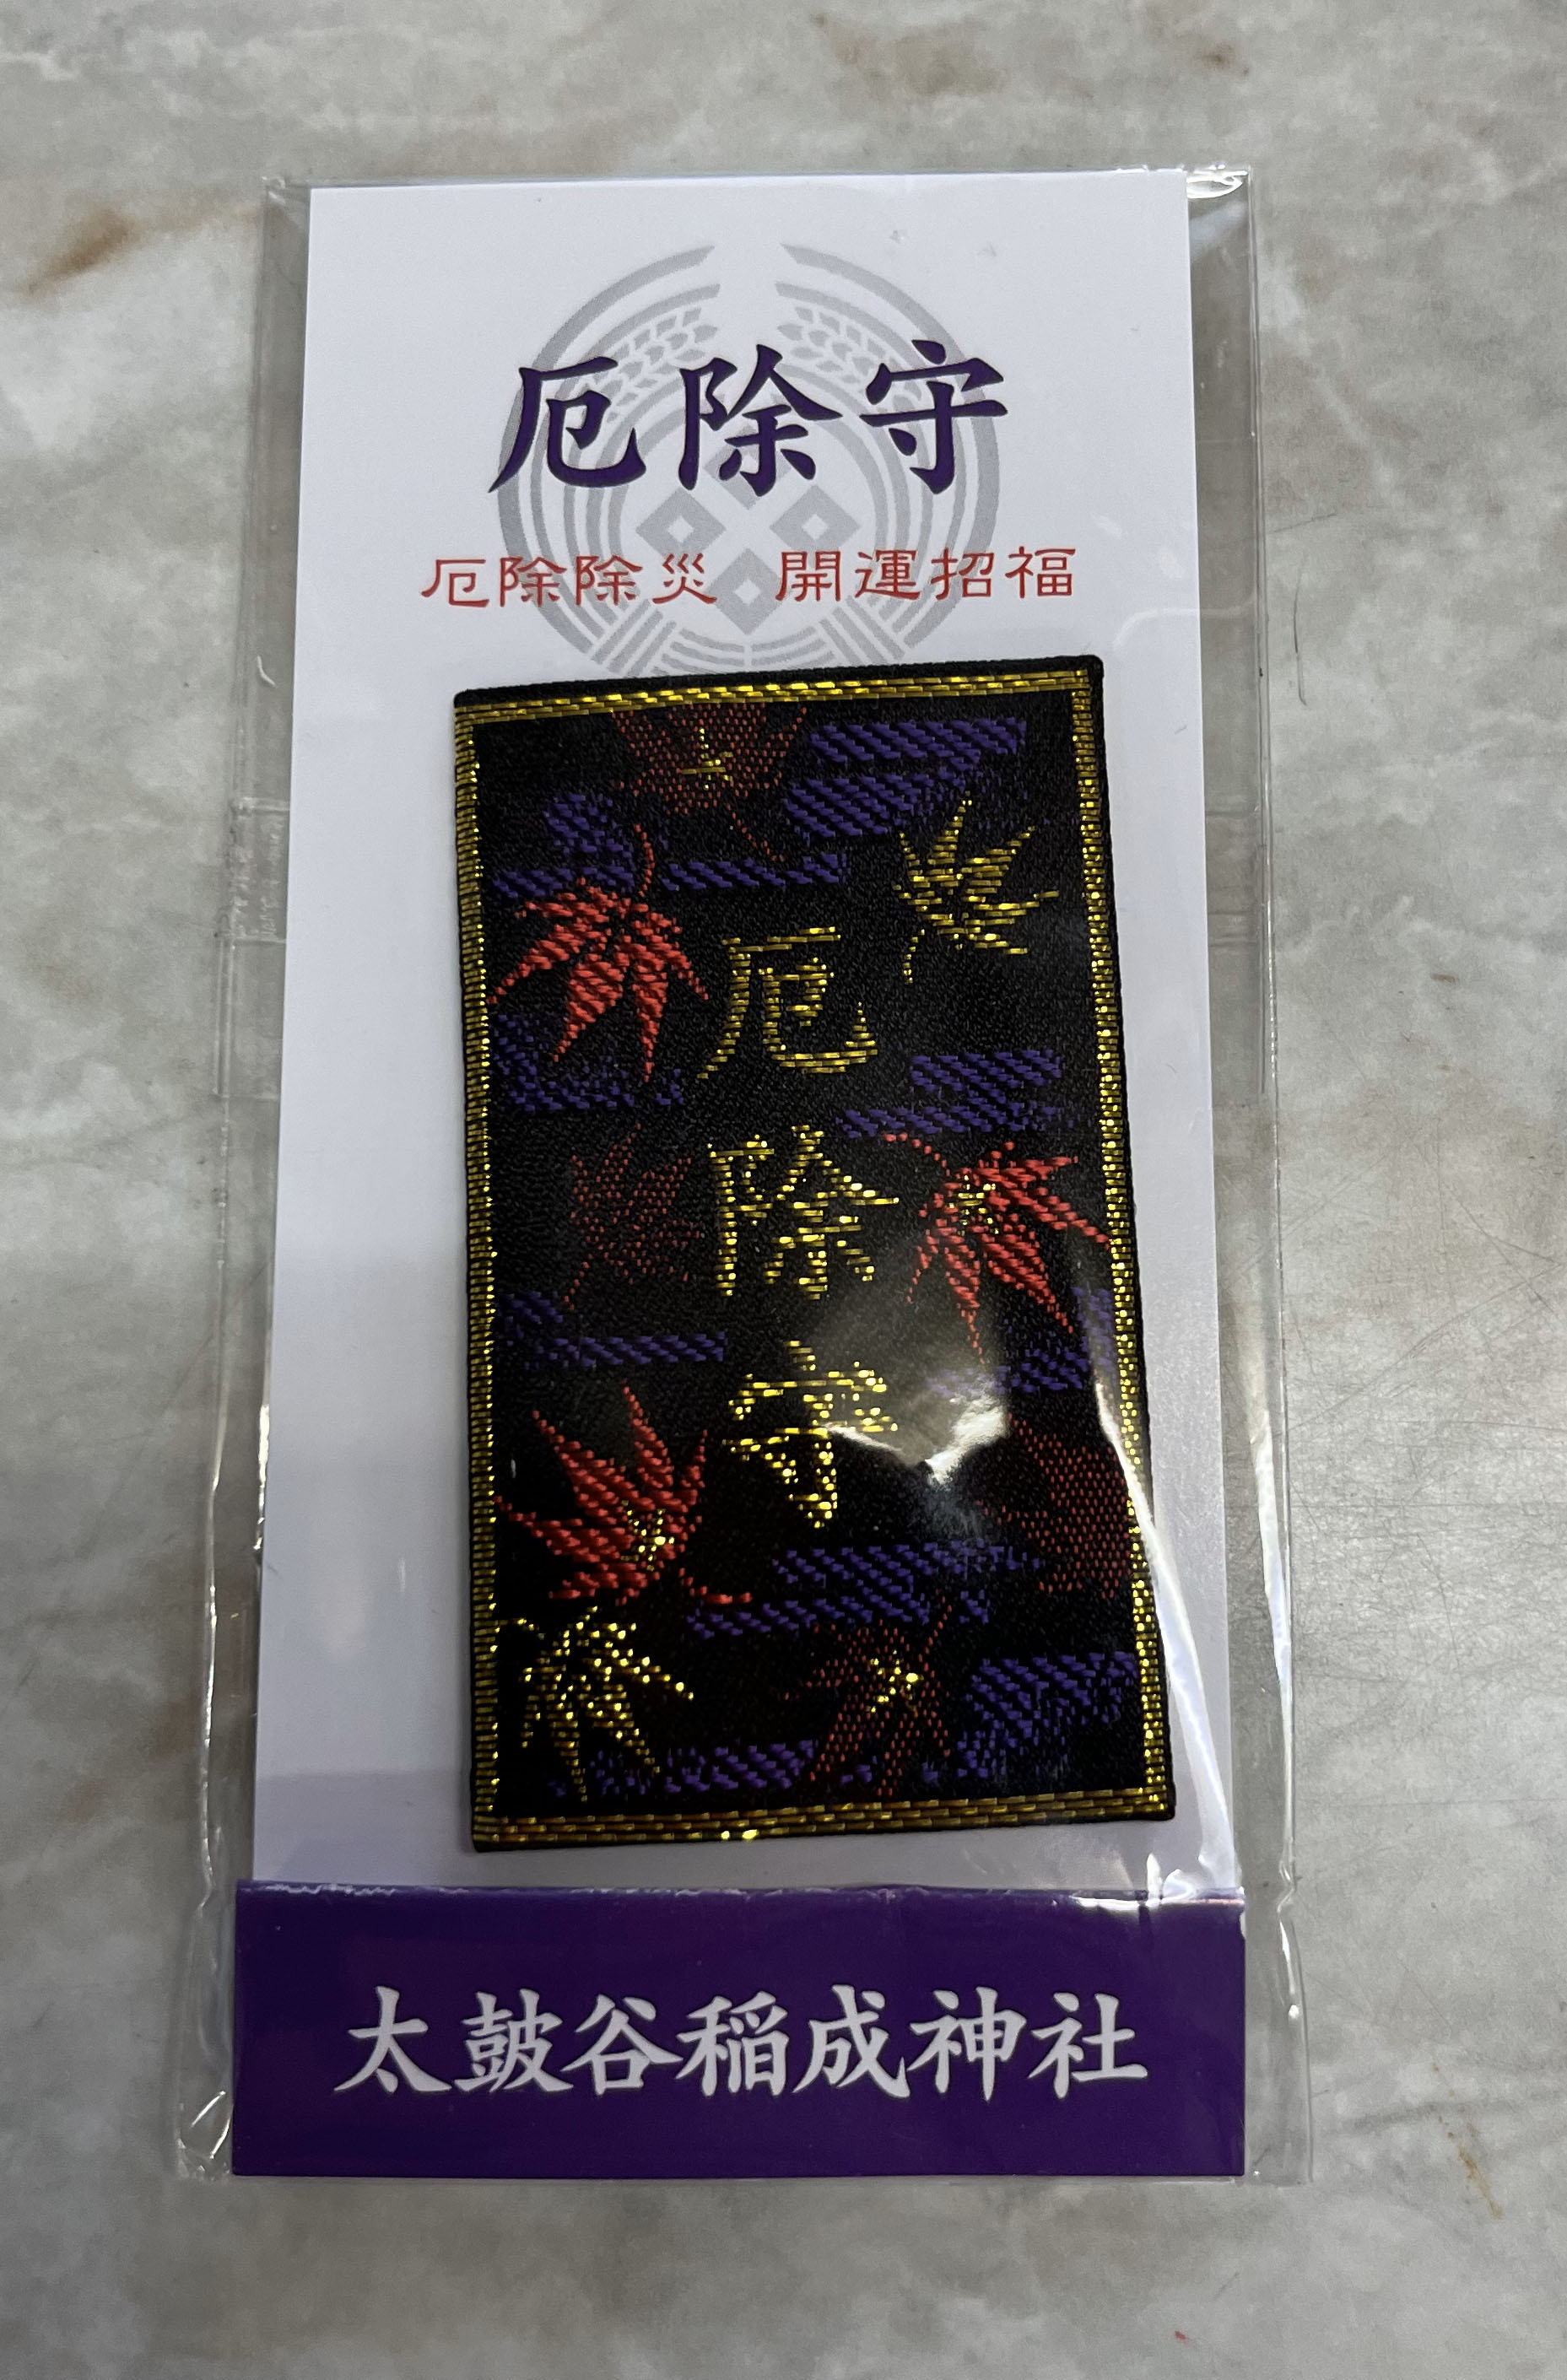 厄除守
厄除除災 開運招福
厄除守
太皷谷稲成神社